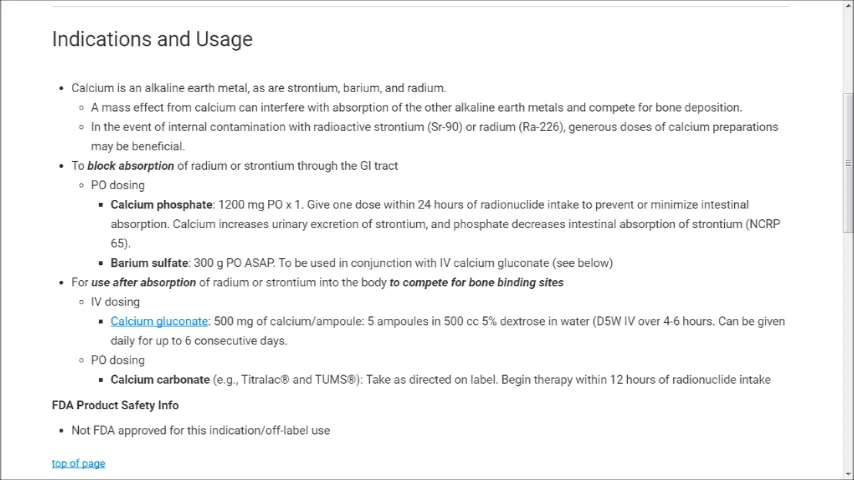 Indications and Usage
• Calcium is an alkaline earth metal, as are strontium, barium, and radium.
○ A mass effect from calcium can interfere with absorption of the other alkaline earth metals and compete for bone deposition.
○ In the event of internal contamination with radioactive strontium (Sr-90) or radium (Ra-226), generous doses of calcium preparations
may be beneficial.
• To block absorption of radium or strontium through the GI tract
○ PO dosing
▪ Calcium phosphate: 1200 mg PO x 1. Give one dose within 24 hours of radionuclide intake to prevent or minimize intestinal
absorption. Calcium increases urinary excretion of strontium, and phosphate decreases intestinal absorption of strontium (NCRP
65).
▪ Barium sulfate: 300 g PO ASAP. To be used in conjunction with IV calcium gluconate (see below)
• For use after absorption of radium or strontium into the body to compete for bone binding sites
○ IV dosing
▪ Calcium gluconate: 500 mg of calcium/ampoule: 5 ampoules in 500 cc 5% dextrose in water (D5W IV over 4-6 hours. Can be given
daily for up to 6 consecutive days.
○ PO dosing
▪ Calcium carbonate (e.g., Titralac® and TUMS®): Take as directed on label. Begin therapy within 12 hours of radionuclide intake
FDA Product Safety Info
• Not FDA approved for this indication/off-label use
top of page